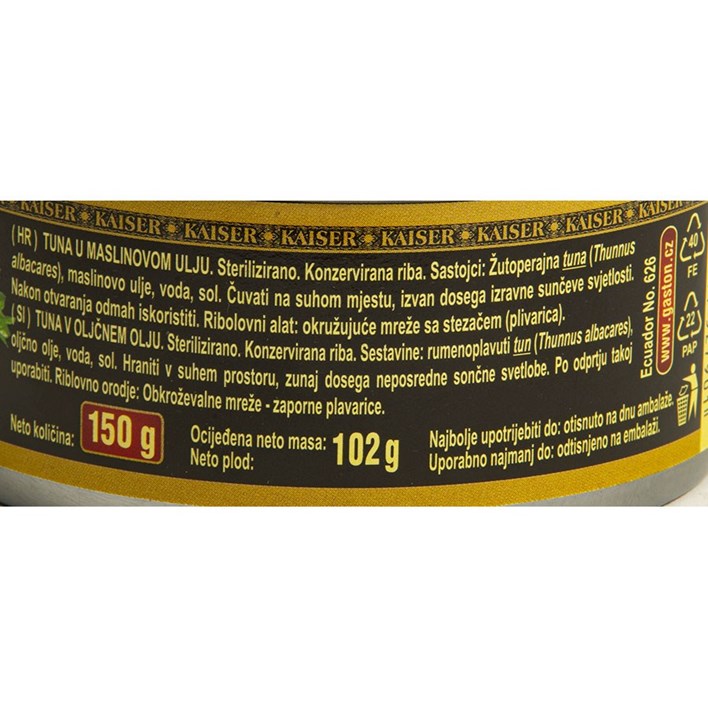 KAISER KAISER KAISER KAISER KAISER KAISER KAISER
( HR ) TUNA U MASLINOVOM ULJU. Sterilizirano. Konzervirana riba. Sastojci: Žutoperajna tuna (Thunnus
albacares), maslinovo ulje, voda, sol. Čuvati na suhom mjestu, izvan dosega izravne sunčeve svjetlosti.
Nakon otvaranja odmah iskoristiti. Ribolovni alat: okružujuće mreže sa stezačem (plivarica).
(SI) TUNA V OLJČNEM OLJU. Sterilizirano. Konzervirana riba. Sestavine: rumenoplavuti tun (Thunnus albacares),
oljčno olje, voda, sol. Hraniti v suhem prostoru, zunaj dosega neposredne sončne svetlobe. Po odprtju takoj
uporabiti. Riblovno orodje: Obkroževalne mreže - zaporne plavarice.
Neto količina: 150 g
Ocijeđena neto masa: 102 g
Neto plod:
Najbolje upotrijebiti do: otisnuto na dnu ambalaže.
Uporabno najmanj do: odtisnjeno na embalaži.
Ecuador No. 626
www.gaston.cz
40
FE
22
PAP